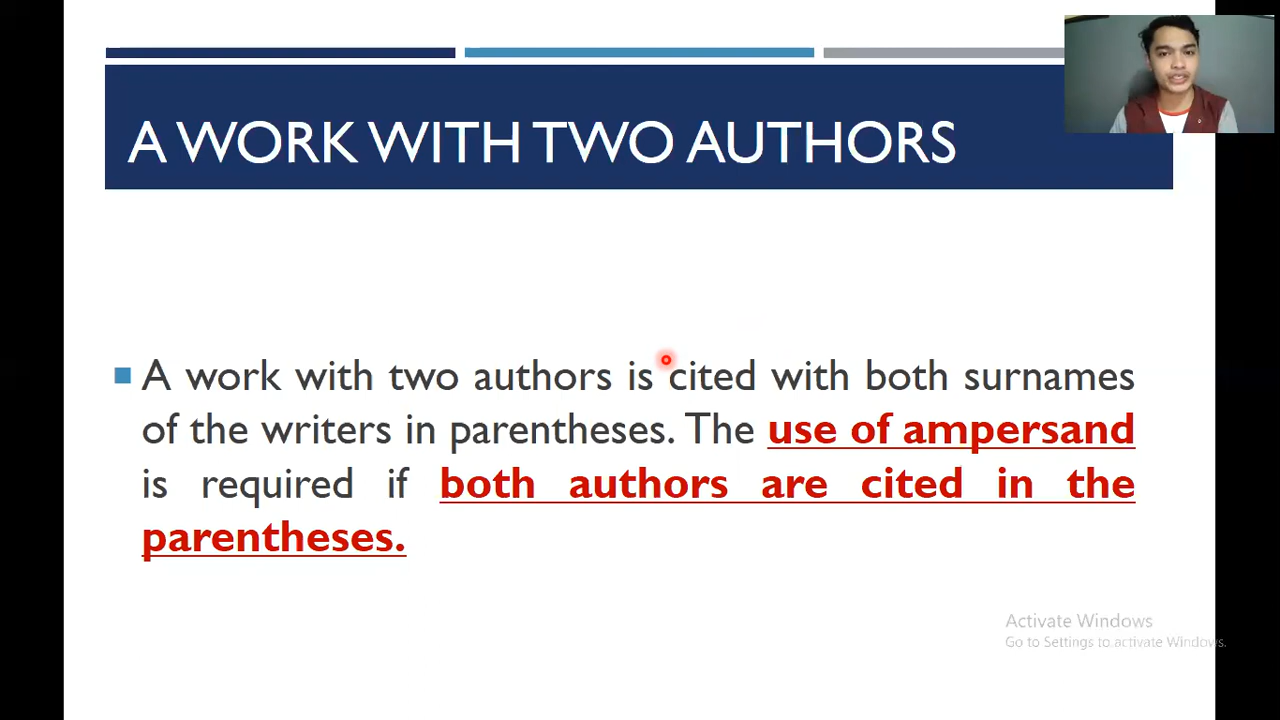 A WORK WITH TWO AUTHORS
A work with two authors is cited with both surnames
of the writers in parentheses. The use of ampersand
is required if both authors are cited in the
parentheses.
Activate Windows
Go to Settings to activate Windows.